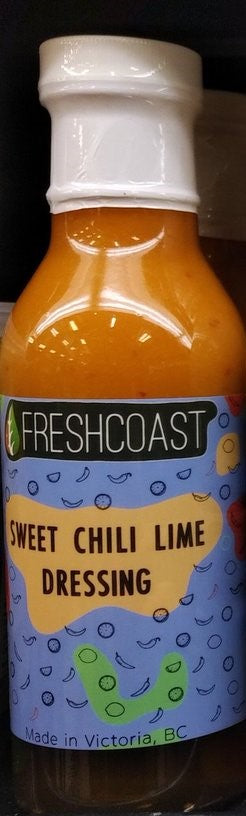 FRESHCOAST
SWEET CHILI LIME
DRESSING
Made in Victoria, BC